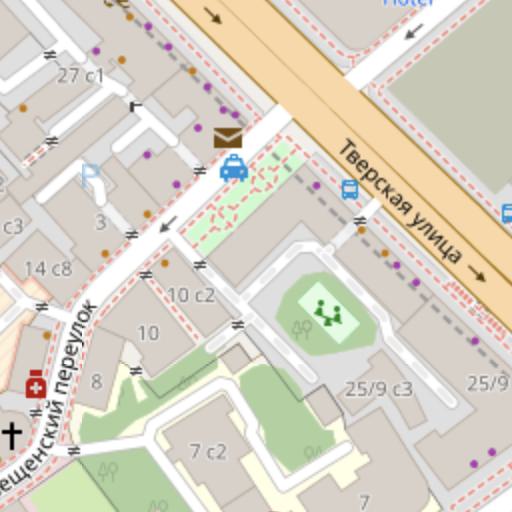 Hotel
27 с1
Тверская улица
P
3
с3
14 с8
10 с2
10
8
25/9 с3
25/9
7 с2
7
ещенский переулок